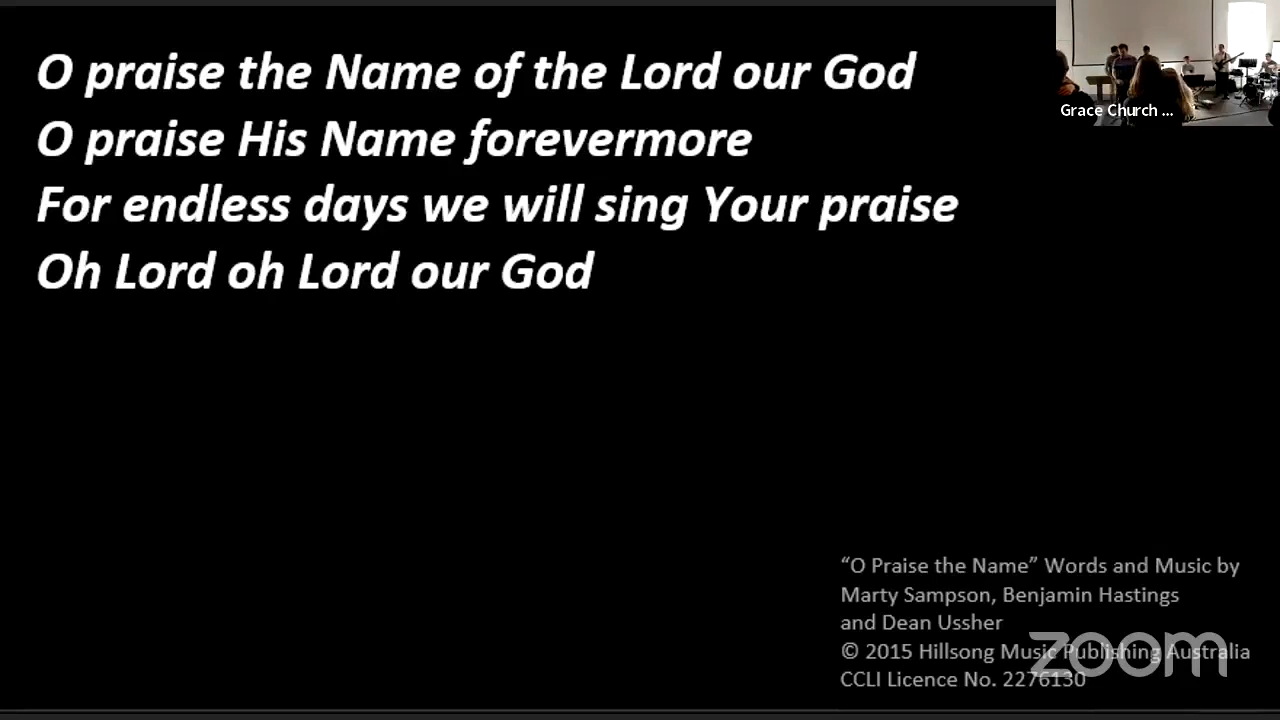 O praise the Name of the Lord our God
O praise His Name forevermore
For endless days we will sing Your praise
Oh Lord oh Lord our God
Grace Church ...
“O Praise the Name” Words and Music by
Marty Sampson, Benjamin Hastings
and Dean Ussher
© 2015 Hillsong Music Publishing Australia
CCLI Licence No. 2276130
zoom